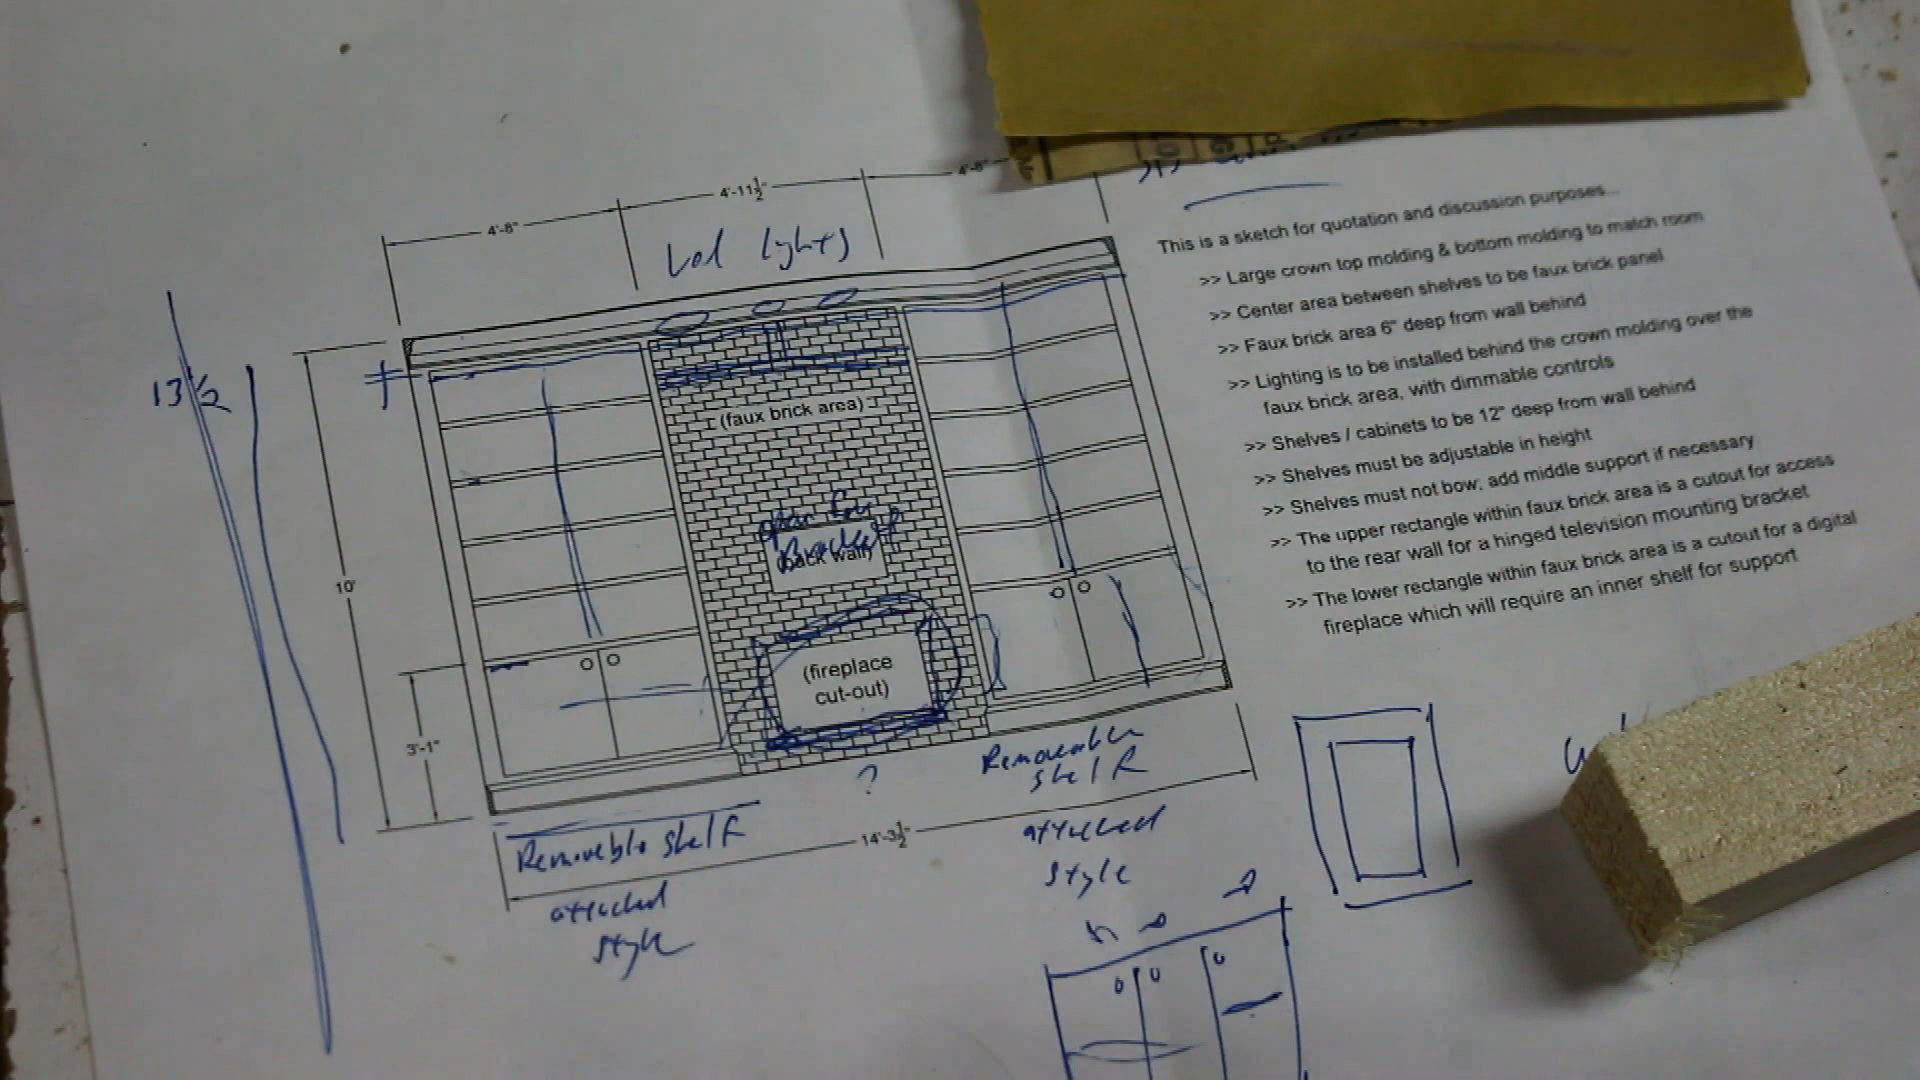 4'-8"
4'-11½"
4'-8"
lights
13½
This is a sketch for quotation and discussion purposes...
>> Large crown top molding & bottom molding to match room
>> Center area between shelves to be faux brick panel
>> Faux brick area 6" deep from wall behind
>> Lighting is to be installed behind the crown molding over the
faux brick area, with dimmable controls
>> Shelves / cabinets to be 12" deep from wall behind
>> Shelves must be adjustable in height
>> Shelves must not bow; add middle support if necessary
>> The upper rectangle within faux brick area is a cutout for access
to the rear wall for a hinged television mounting bracket
>> The lower rectangle within faux brick area is a cutout for a digital
fireplace which will require an inner shelf for support
(faux brick area)
Bracket
back wall)
10'
(fireplace
cut-out)
3'-1"
?
Removable
shelf
Removable shelf
14'-3½"
attached
style
attached
style